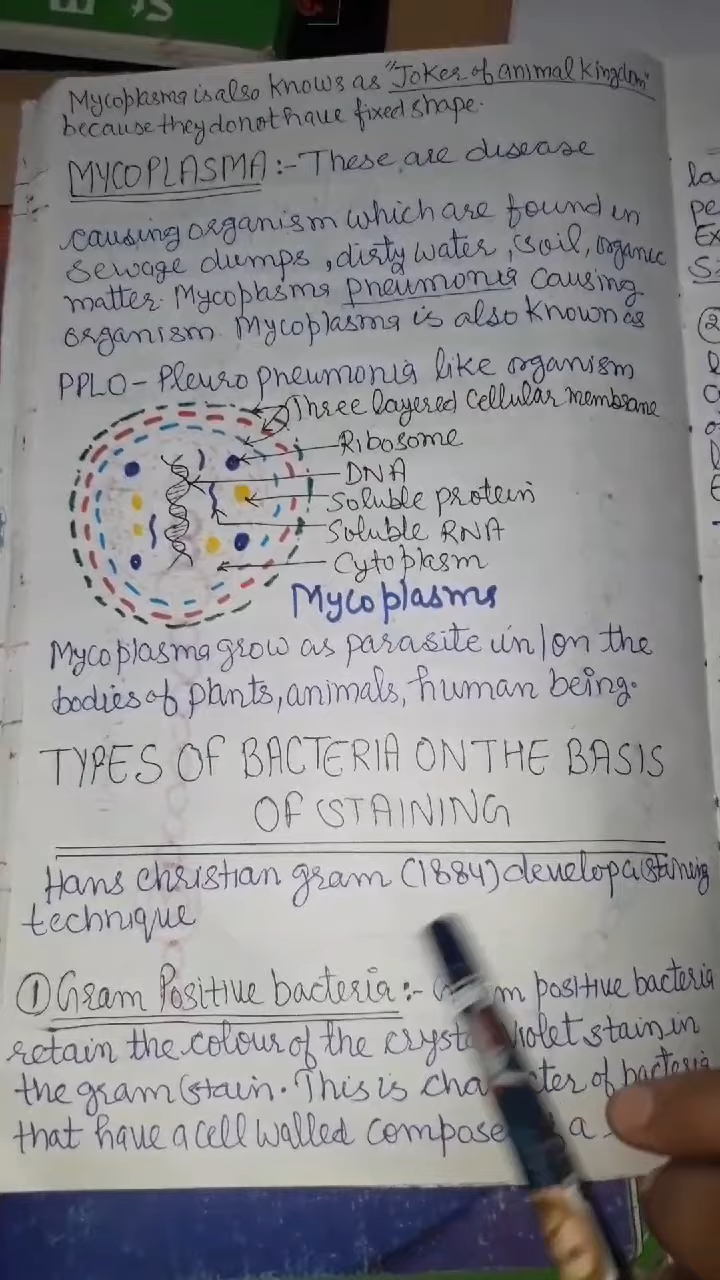 Mycoplasma is also knows as "Joker of animal kingdom"
because they do not have fixed shape.
MYCOPLASMA :- These are disease
causing organism which are found in
sewage dumps, dirty water, soil, organic
matter. Mycoplasma pneumonia causing
organism. Mycoplasma is also known as
PPLO - Pleuro pneumonia like organism
Three layered cellular membrane
Ribosome
DNA
Soluble protein
Soluble RNA
Cytoplasm
Mycoplasma
Mycoplasma grow as parasite in/on the
bodies of plants, animals, human being.
TYPES OF BACTERIA ON THE BASIS
OF STAINING
Hans christian gram (1884) develop a staining
technique
① Gram Positive bacteria :- positive bacteria
retain the colour of the stain in
the gram stain. This is of bacteria
that have a cell walled a
la
pe
Ex
S
②